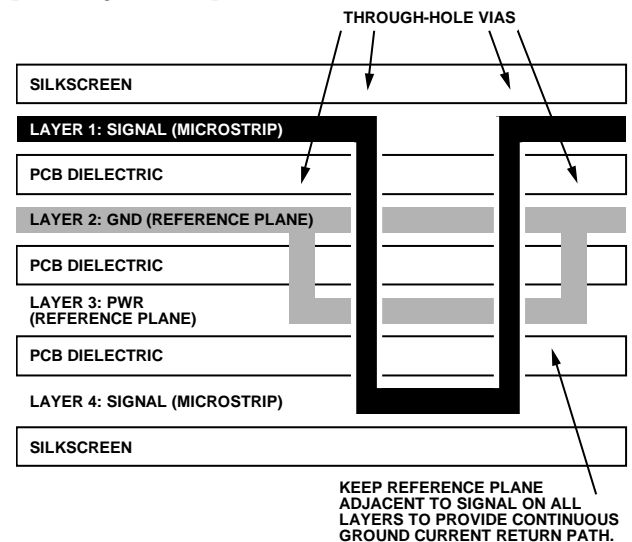 THROUGH-HOLE VIAS
SILKSCREEN
LAYER 1: SIGNAL (MICROSTRIP)
PCB DIELECTRIC
LAYER 2: GND (REFERENCE PLANE)
PCB DIELECTRIC
LAYER 3: PWR
(REFERENCE PLANE)
PCB DIELECTRIC
LAYER 4: SIGNAL (MICROSTRIP)
SILKSCREEN
KEEP REFERENCE PLANE
ADJACENT TO SIGNAL ON ALL
LAYERS TO PROVIDE CONTINUOUS
GROUND CURRENT RETURN PATH.